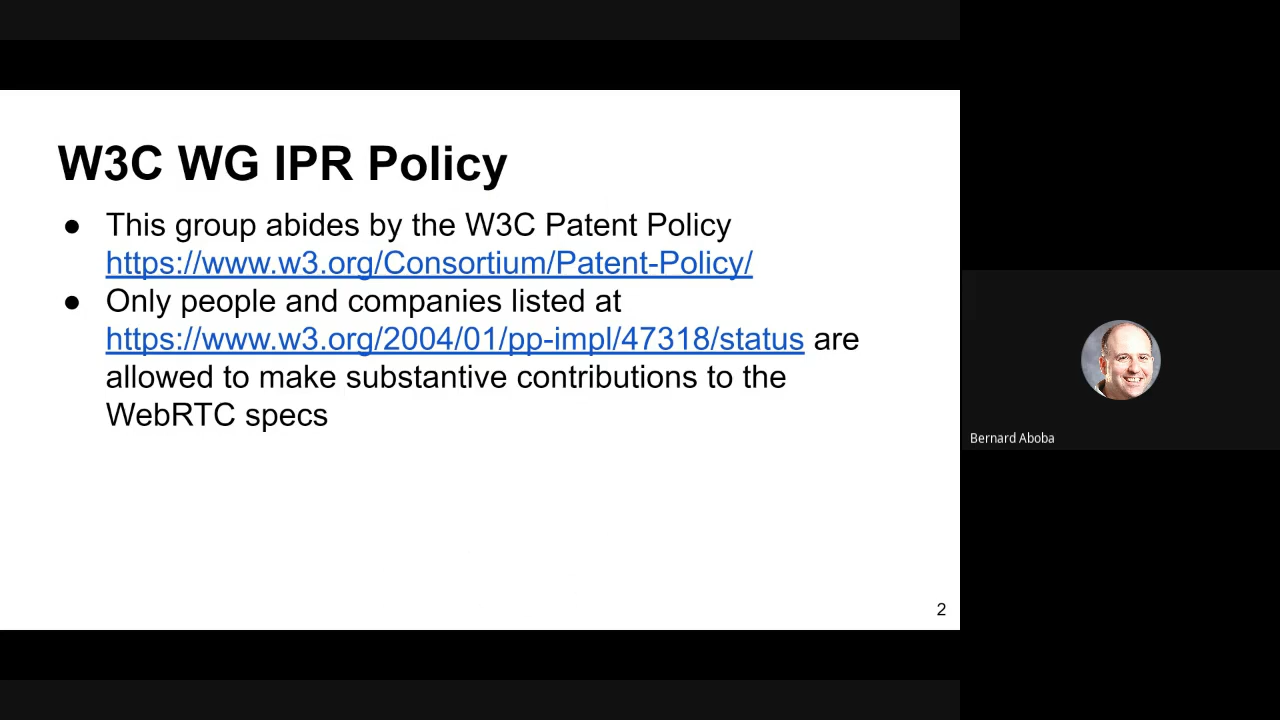 W3C WG IPR Policy
● This group abides by the W3C Patent Policy
https://www.w3.org/Consortium/Patent-Policy/
● Only people and companies listed at
https://www.w3.org/2004/01/pp-impl/47318/status are
allowed to make substantive contributions to the
WebRTC specs
2
Bernard Aboba